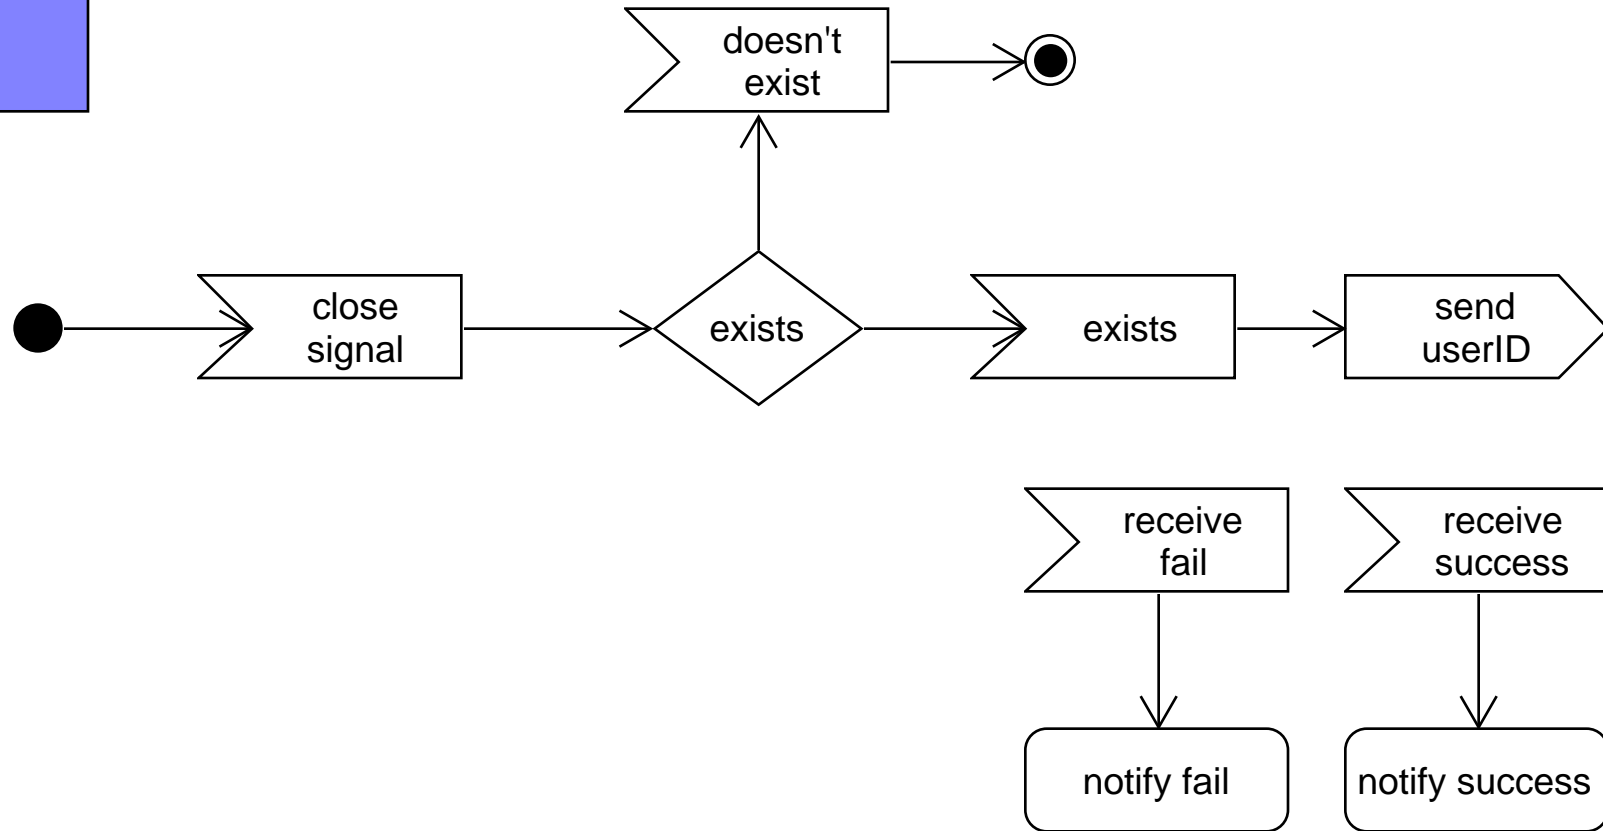 doesn't
exist
close
signal
exists
exists
send
userID
receive
fail
receive
success
notify fail
notify success